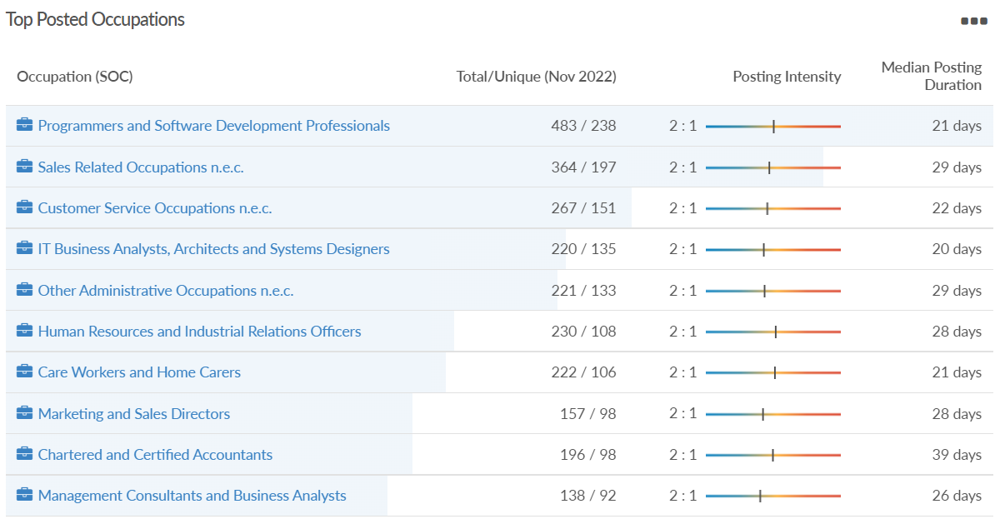 Top Posted Occupations
Occupation (SOC) Total/Unique (Nov 2022) Posting Intensity Median Posting Duration
Programmers and Software Development Professionals 483 / 238 2 : 1 21 days
Sales Related Occupations n.e.c. 364 / 197 2 : 1 29 days
Customer Service Occupations n.e.c. 267 / 151 2 : 1 22 days
IT Business Analysts, Architects and Systems Designers 220 / 135 2 : 1 20 days
Other Administrative Occupations n.e.c. 221 / 133 2 : 1 29 days
Human Resources and Industrial Relations Officers 230 / 108 2 : 1 28 days
Care Workers and Home Carers 222 / 106 2 : 1 21 days
Marketing and Sales Directors 157 / 98 2 : 1 28 days
Chartered and Certified Accountants 196 / 98 2 : 1 39 days
Management Consultants and Business Analysts 138 / 92 2 : 1 26 days